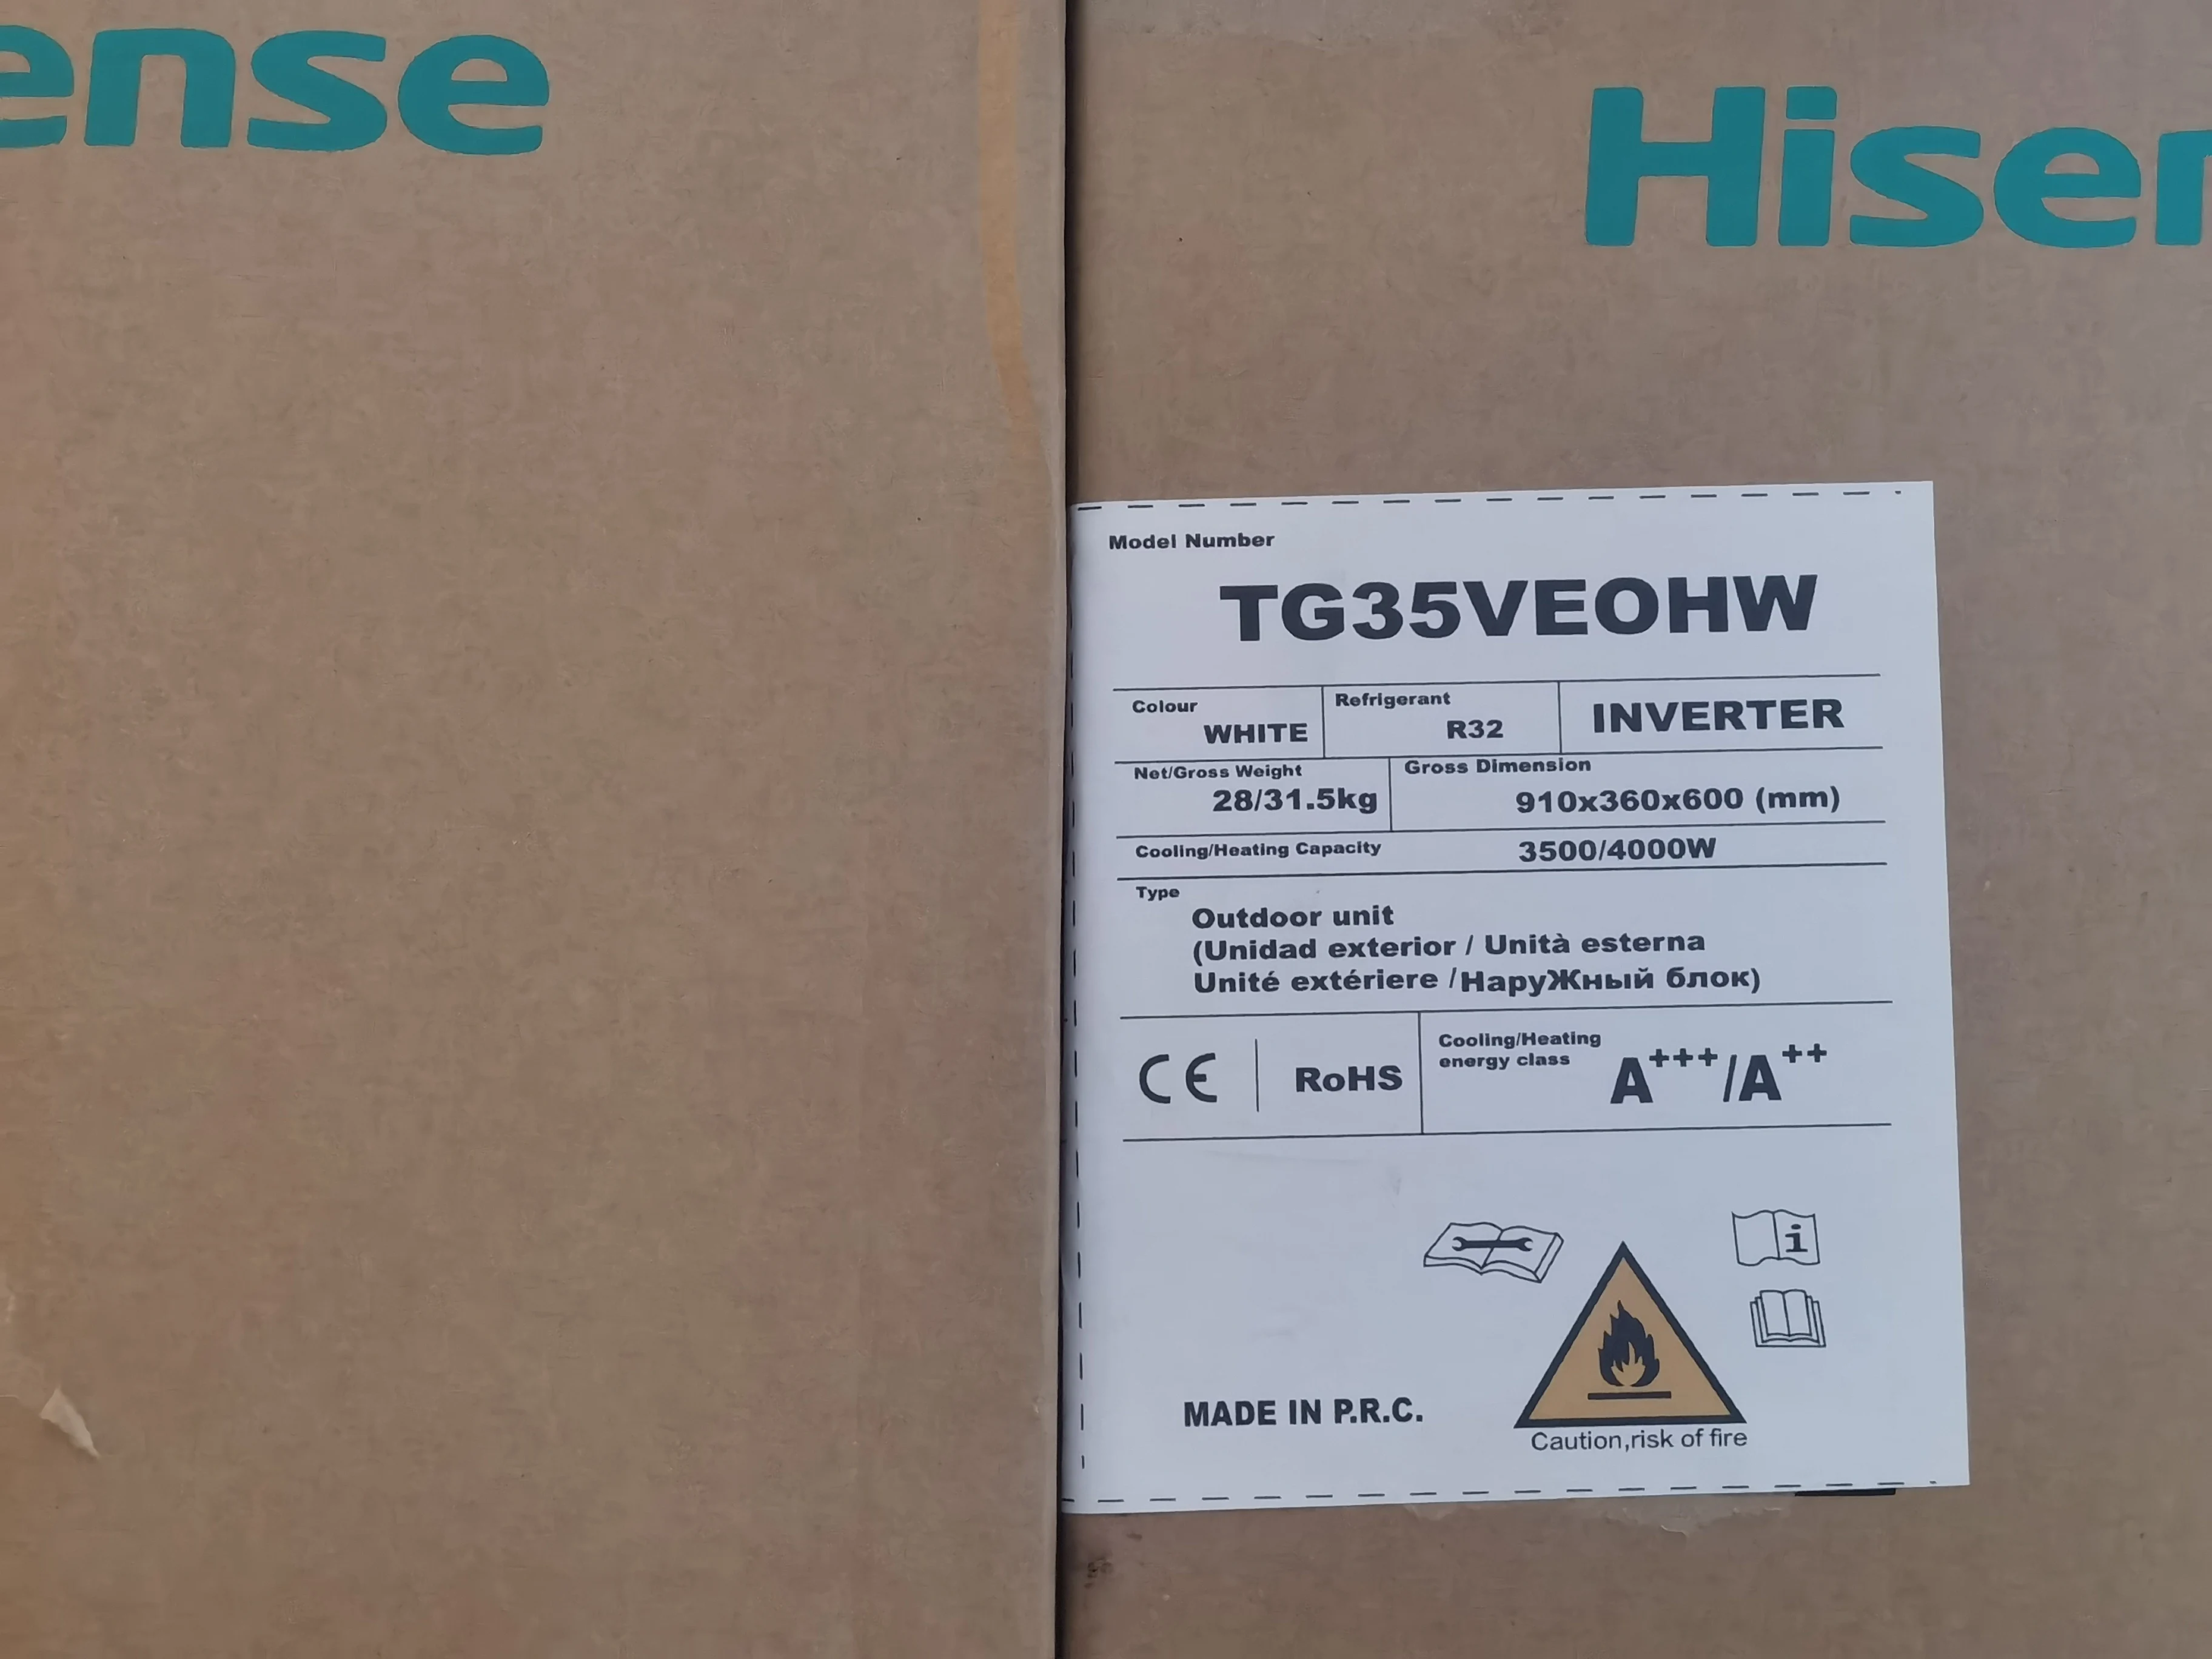 ense
Hisen
Model Number
TG35VEOHW
Colour
WHITE
Refrigerant
R32
INVERTER
Net/Gross Weight
28/31.5kg
Gross Dimension
910x360x600 (mm)
Cooling/Heating Capacity
3500/4000W
Type
Outdoor unit
(Unidad exterior / Unità esterna
Unité extériere /НаруЖный блок)
CE
RoHS
Cooling/Heating
energy class
A+++/A++
i
MADE IN P.R.C.
Caution,risk of fire